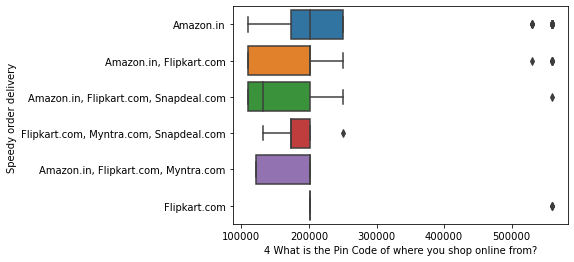 Speedy order delivery
Amazon.in
Amazon.in, Flipkart.com
Amazon.in, Flipkart.com, Snapdeal.com
Flipkart.com, Myntra.com, Snapdeal.com
Amazon.in, Flipkart.com, Myntra.com
Flipkart.com
100000 200000 300000 400000 500000
4 What is the Pin Code of where you shop online from?